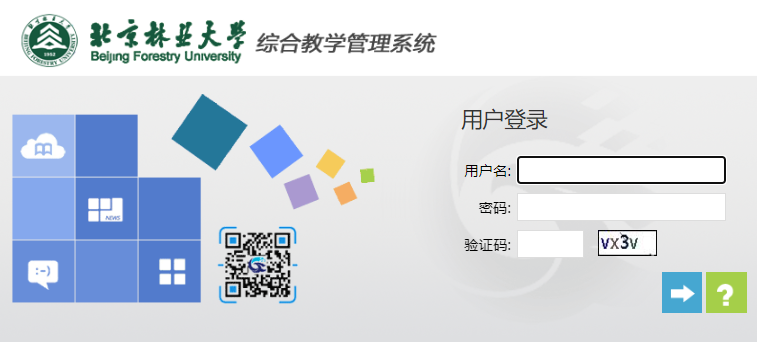 北京林业大学
Beijing Forestry University
综合教学管理系统
用户登录
用户名:
密码:
验证码:
vx3v
NEWS
:-)
?